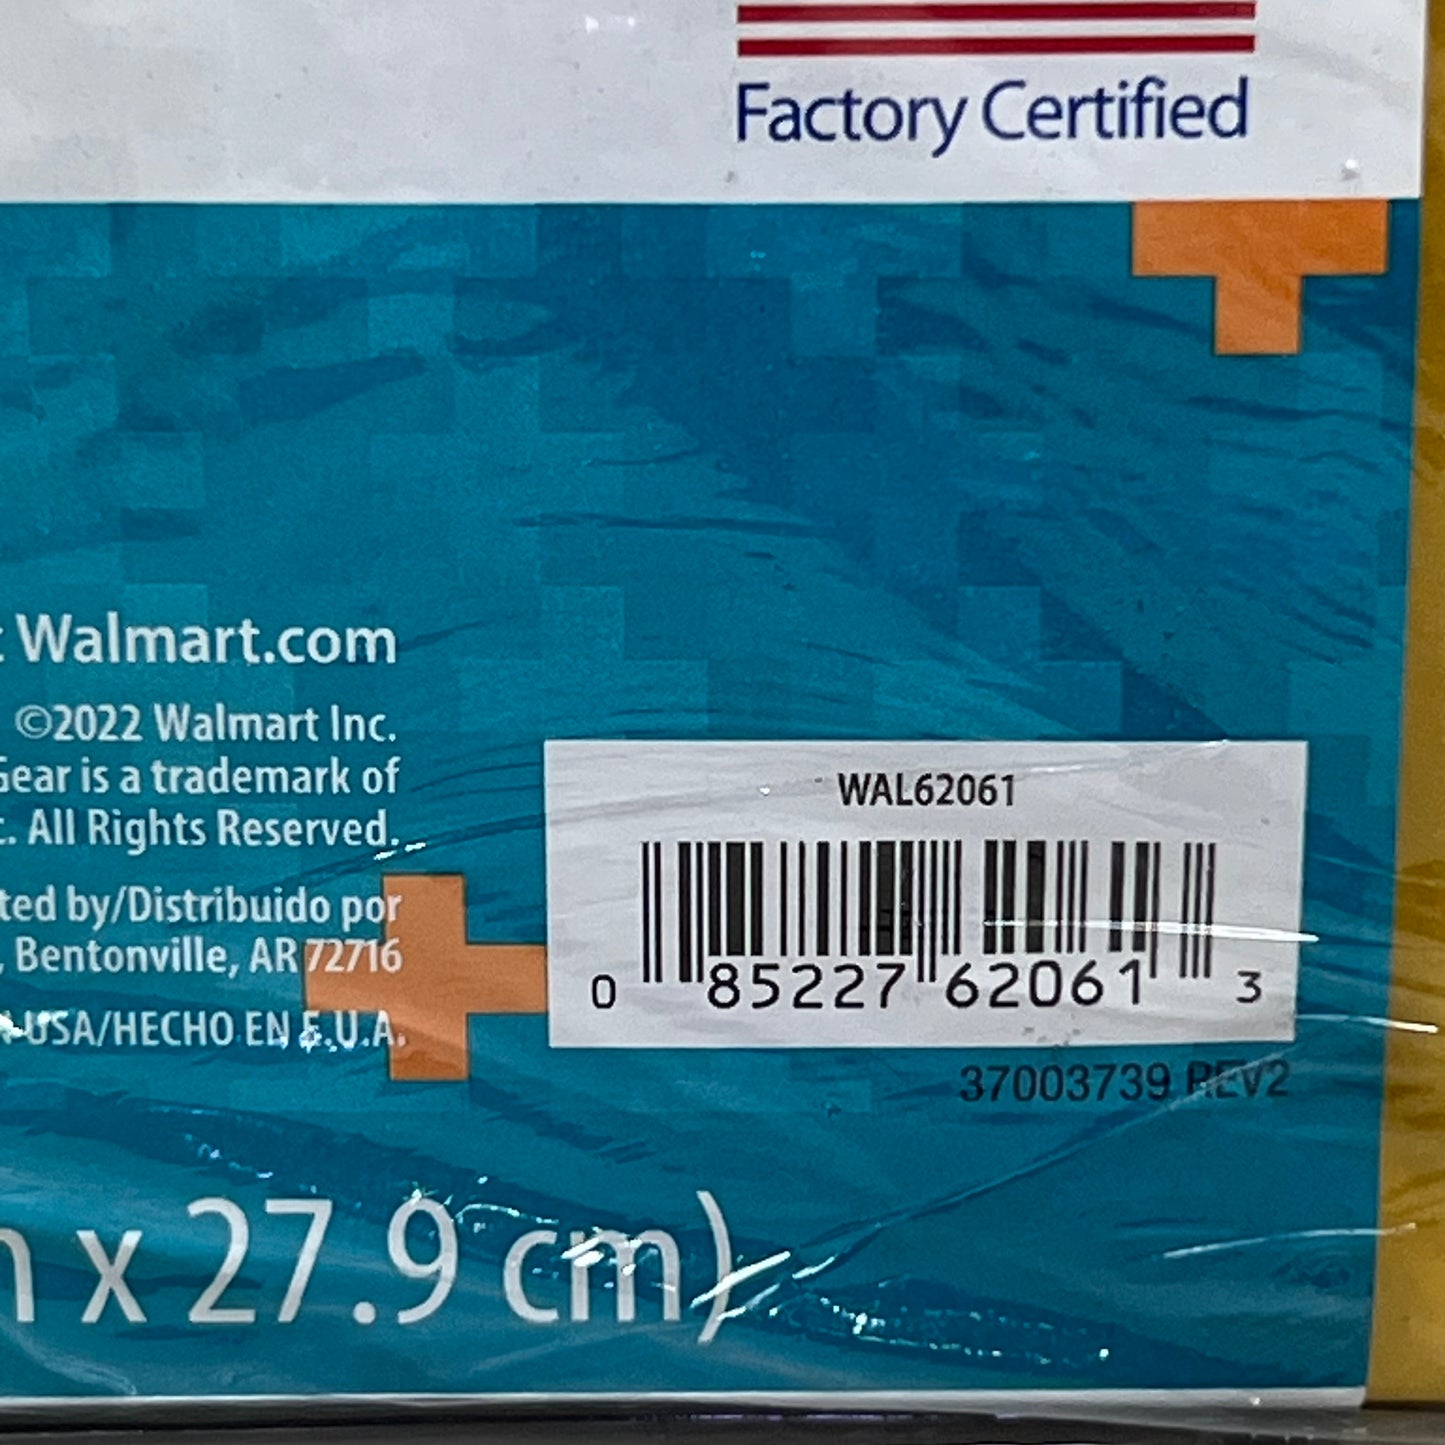 Factory Certified
Walmart.com
©2022 Walmart Inc.
Gear is a trademark of
All Rights Reserved.
by/Distribuido por
Bentonville, AR 72716
USA/HECHO EN E.U.A.
WAL62061
0 85227 62061 3
37003739 REV2
x 27.9 cm)